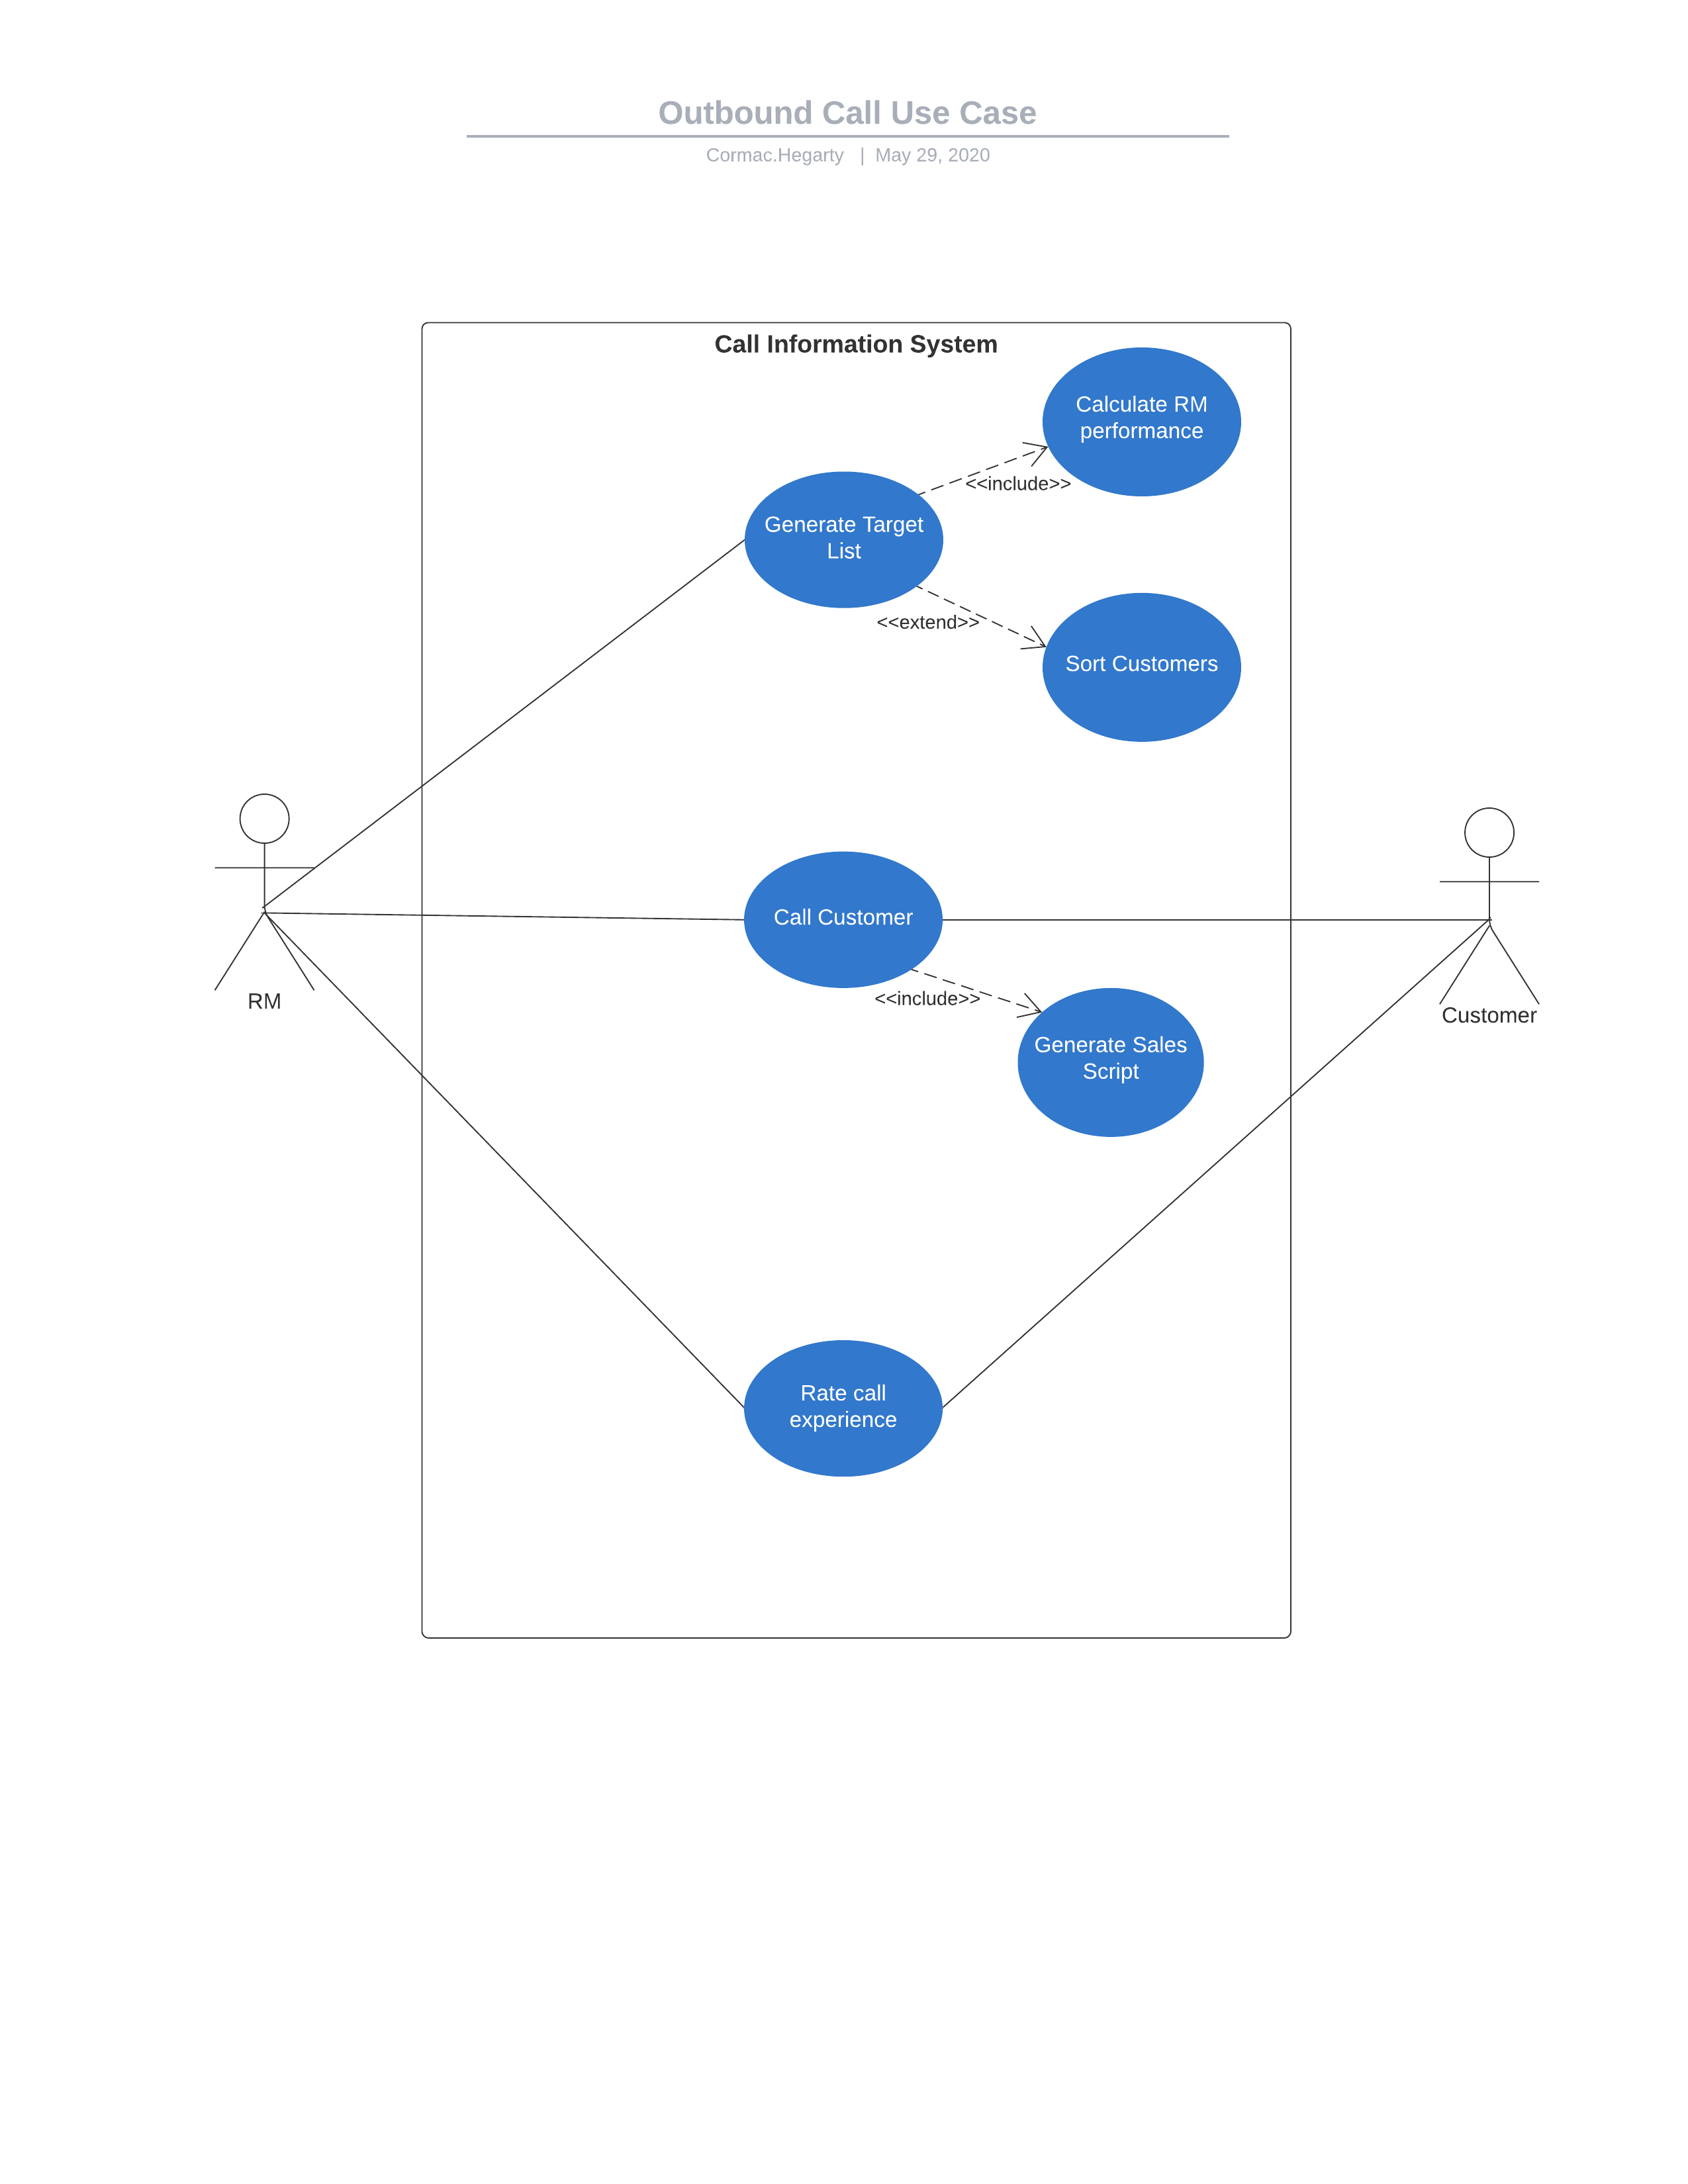 Outbound Call Use Case
Cormac.Hegarty | May 29, 2020
Call Information System
Calculate RM
performance
<<include>>
Generate Target
List
<<extend>>
Sort Customers
Call Customer
<<include>>
RM
Customer
Generate Sales
Script
Rate call
experience